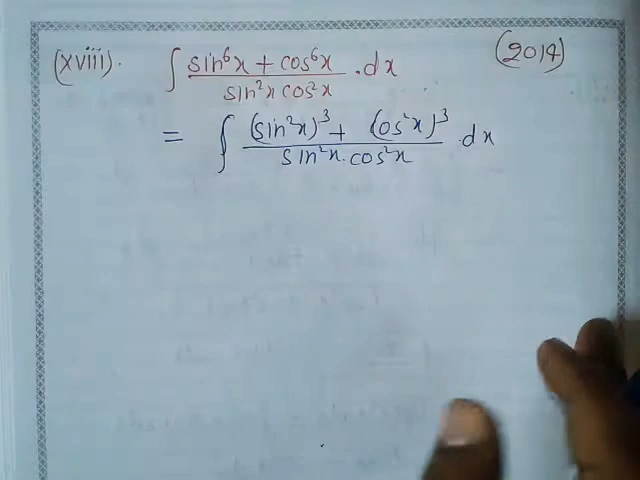 (xviii). ∫ sin⁶x + cos⁶x / sin²x cos²x . dx (2014)
= ∫ (sin²x)³ + (cos²x)³ / sin²x . cos²x . dx